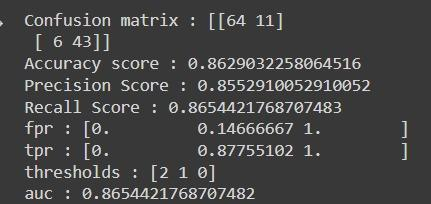 Confusion matrix : [[64 11]
[ 6 43]]
Accuracy score : 0.8629032258064516
Precision Score : 0.8552910052910052
Recall Score : 0.8654421768707483
fpr : [0. 0.14666667 1. ]
tpr : [0. 0.87755102 1. ]
thresholds : [2 1 0]
auc : 0.8654421768707482